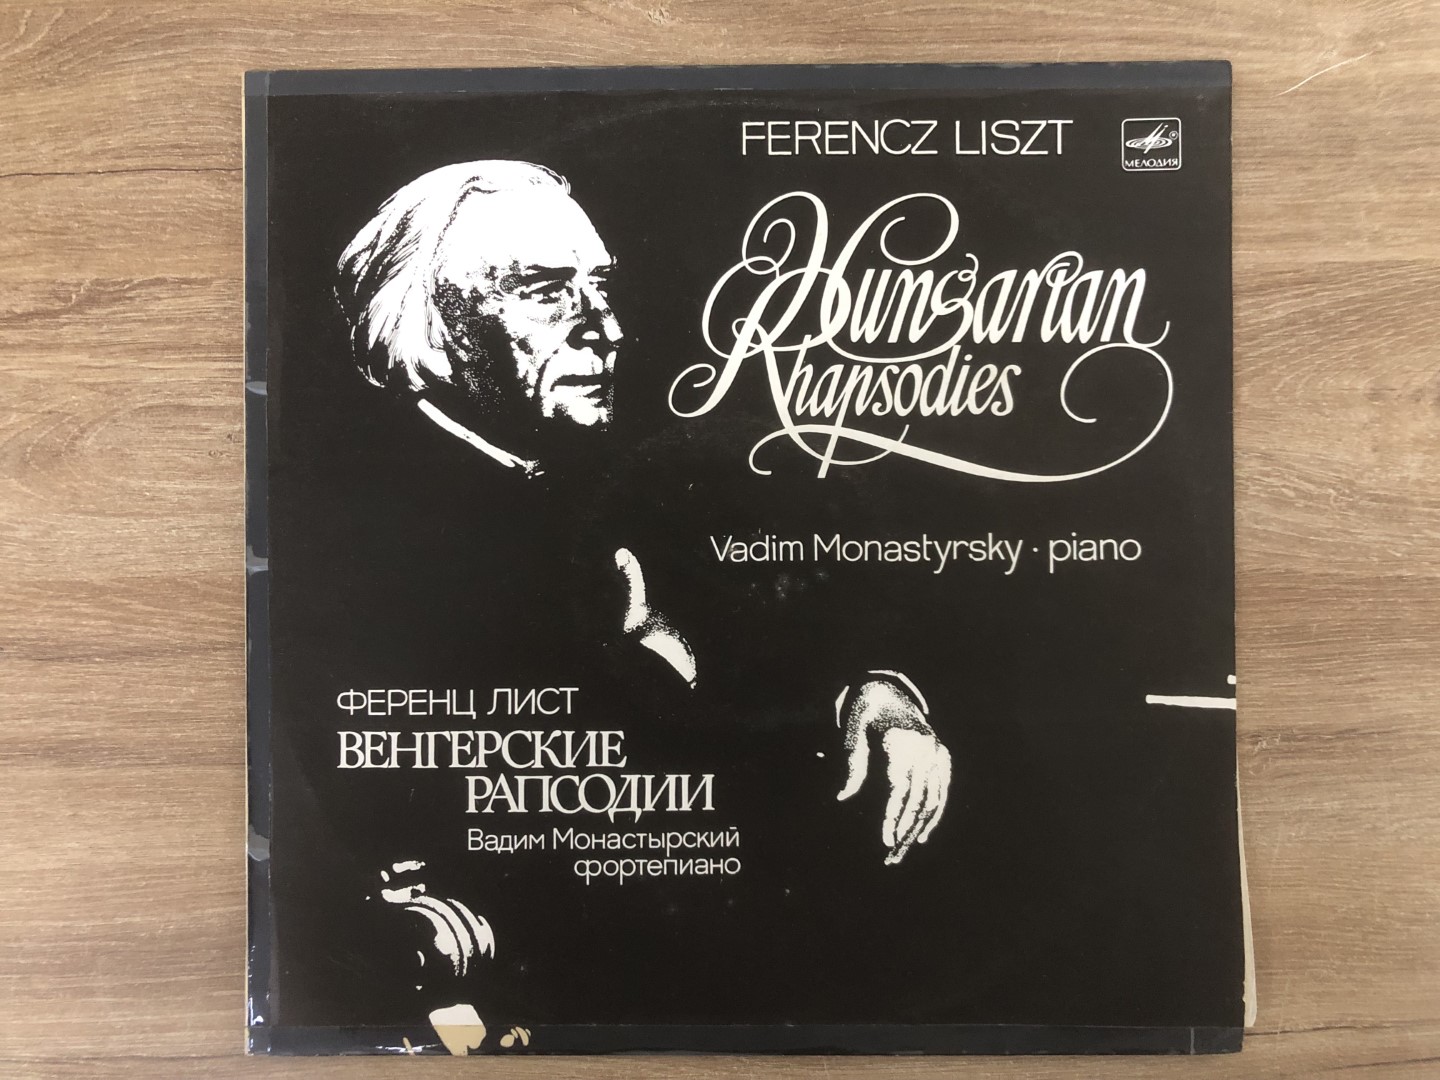 FERENCZ LISZT
МЕЛОДИЯ
Hungarian
Rhapsodies
Vadim Monastyrsky · piano
ФЕРЕНЦ ЛИСТ
ВЕНГЕРСКИЕ
РАПСОДИИ
Вадим Монастырский
фортепиано